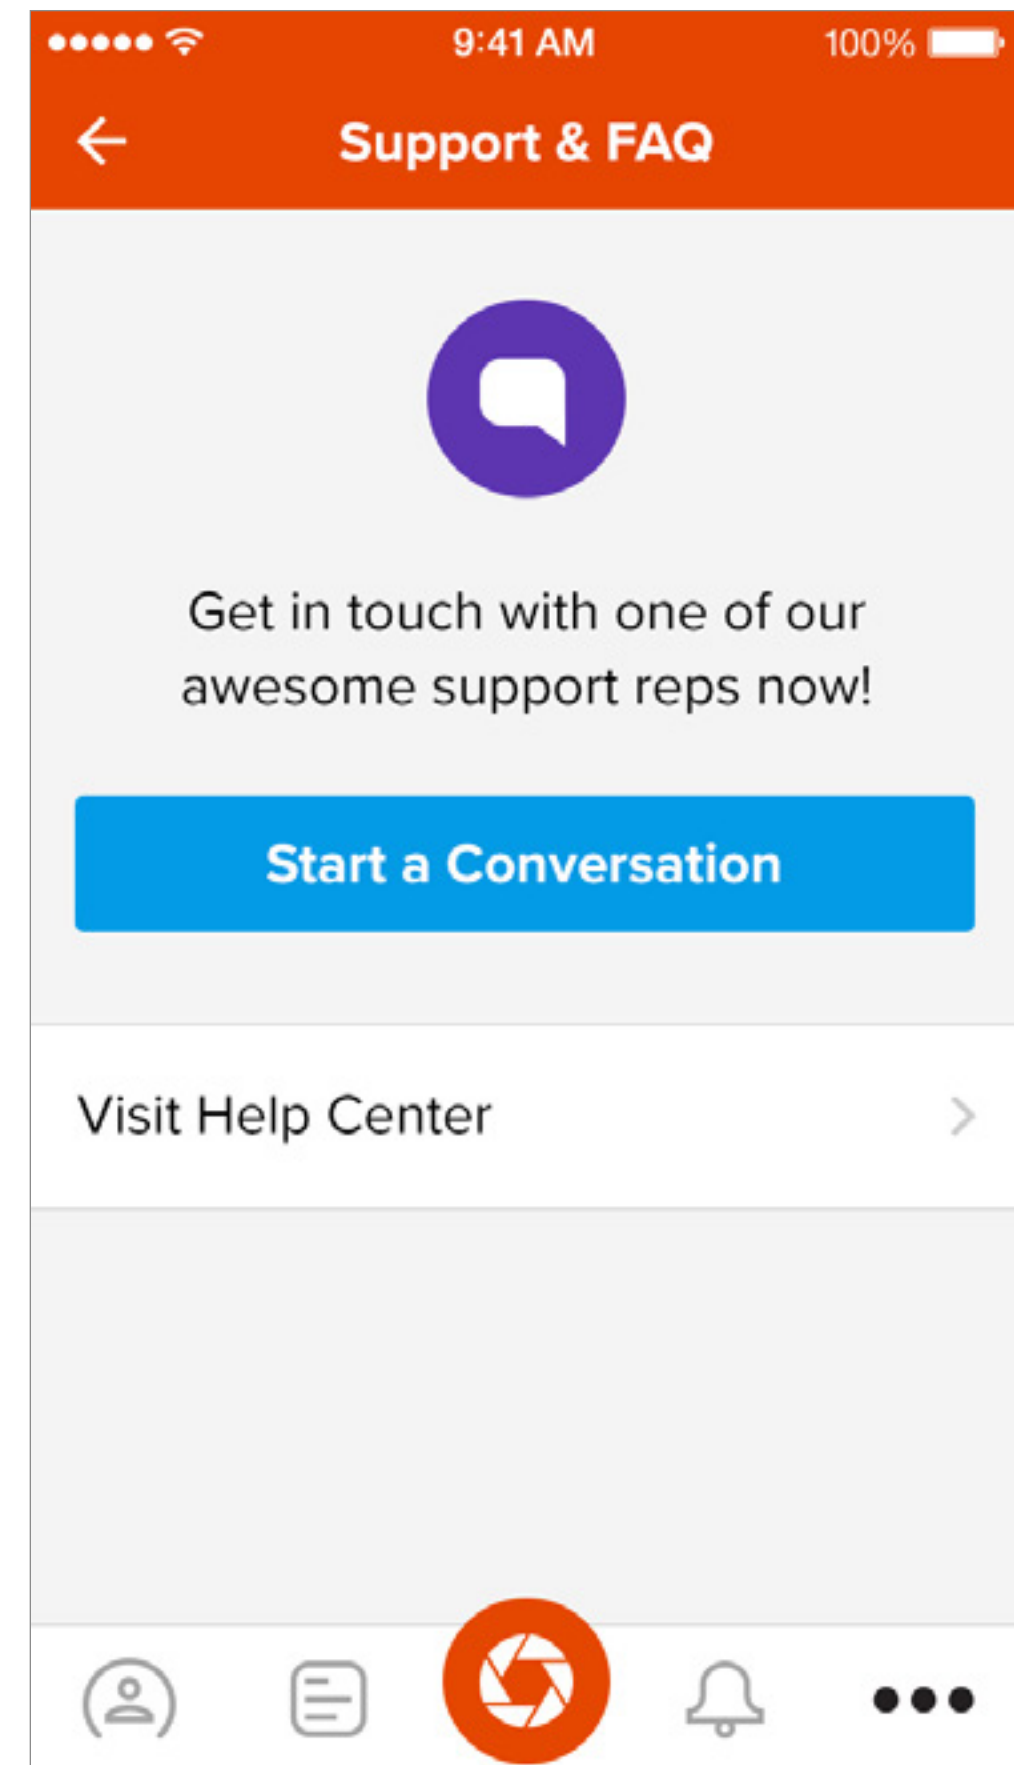 9:41 AM 100%
Support & FAQ
Get in touch with one of our
awesome support reps now!
Start a Conversation
Visit Help Center